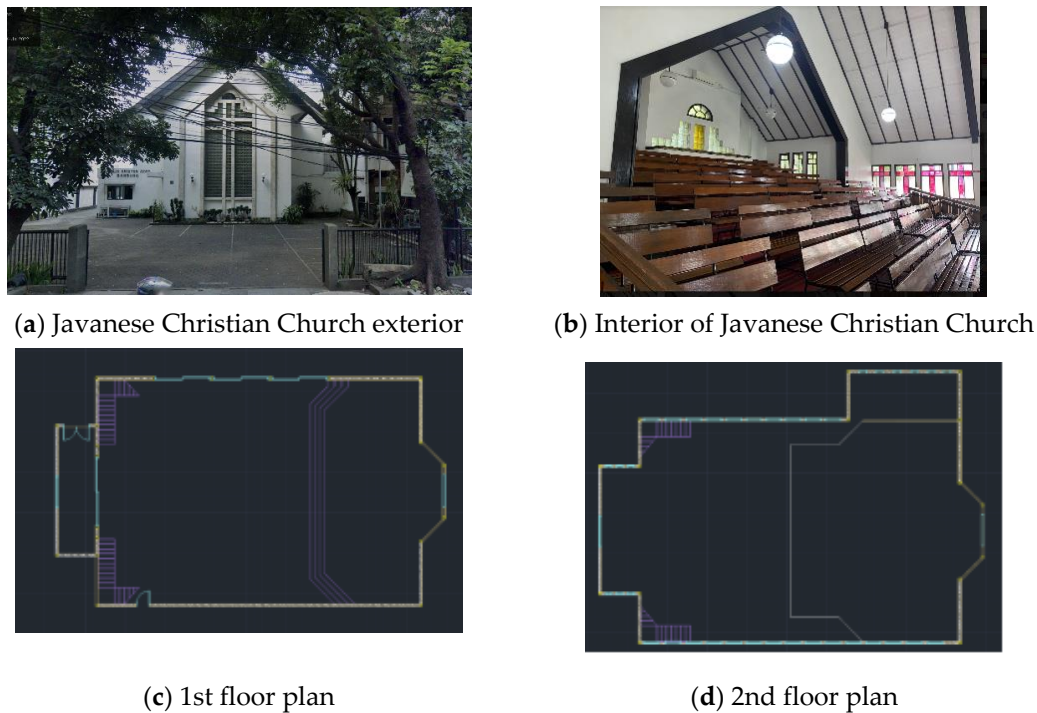 (a) Javanese Christian Church exterior
(b) Interior of Javanese Christian Church
(c) 1st floor plan
(d) 2nd floor plan